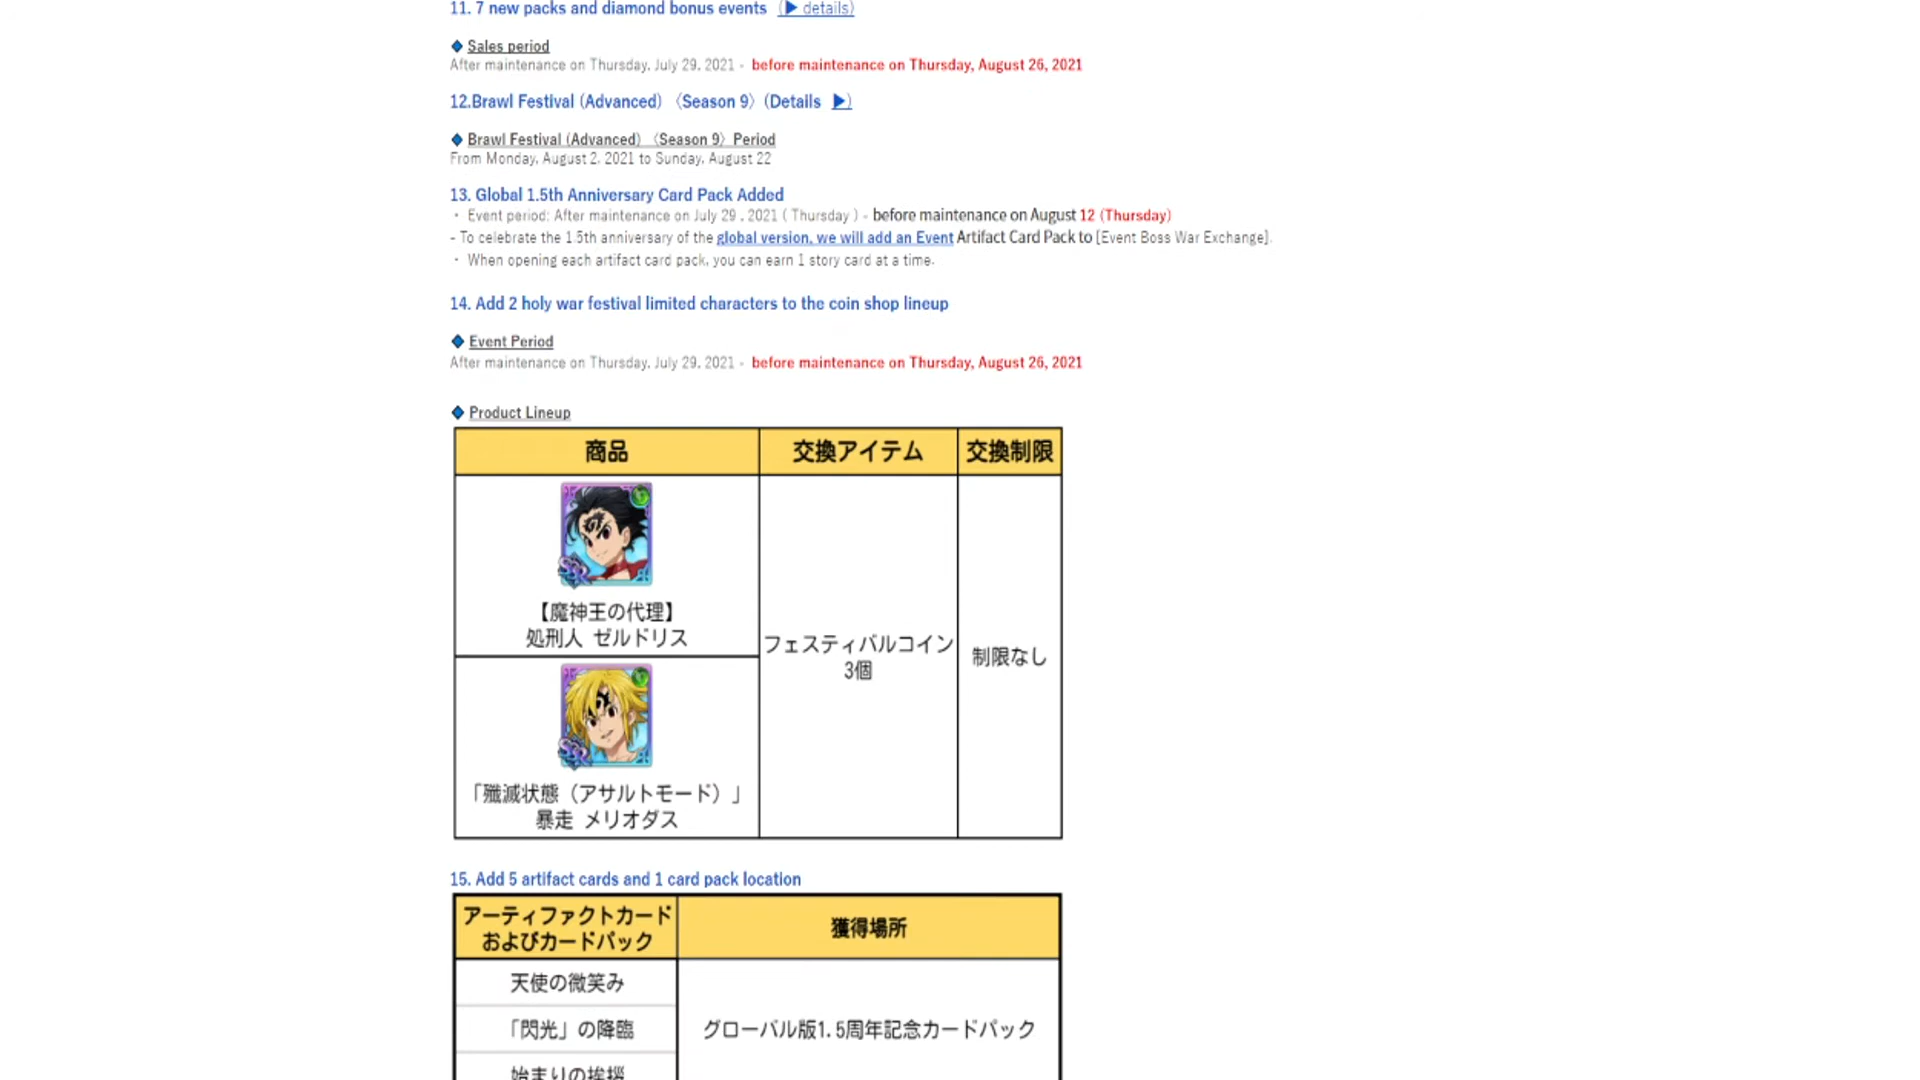 11. 7 new packs and diamond bonus events (▶ details)
◆ Sales period
After maintenance on Thursday, July 29, 2021 - before maintenance on Thursday, August 26, 2021
12.Brawl Festival (Advanced) 〈Season 9〉 (Details ▶)
◆ Brawl Festival (Advanced) 〈Season 9〉 Period
From Monday, August 2, 2021 to Sunday, August 22
13. Global 1.5th Anniversary Card Pack Added
・ Event period: After maintenance on July 29 , 2021 ( Thursday ) - before maintenance on August 12 (Thursday)
- To celebrate the 1.5th anniversary of the global version, we will add an Event Artifact Card Pack to [Event Boss War Exchange].
・ When opening each artifact card pack, you can earn 1 story card at a time.
14. Add 2 holy war festival limited characters to the coin shop lineup
◆ Event Period
After maintenance on Thursday, July 29, 2021 - before maintenance on Thursday, August 26, 2021
◆ Product Lineup
商品 交換アイテム 交換制限
SR
【魔神王の代理】
処刑人 ゼルドリス
フェスティバルコイン
3個
制限なし
SR
「殲滅状態（アサルトモード）」
暴走 メリオダス
15. Add 5 artifact cards and 1 card pack location
アーティファクトカード
およびカードパック
獲得場所
天使の微笑み
「閃光」の降臨
グローバル版1.5周年記念カードパック
始まりの挨拶